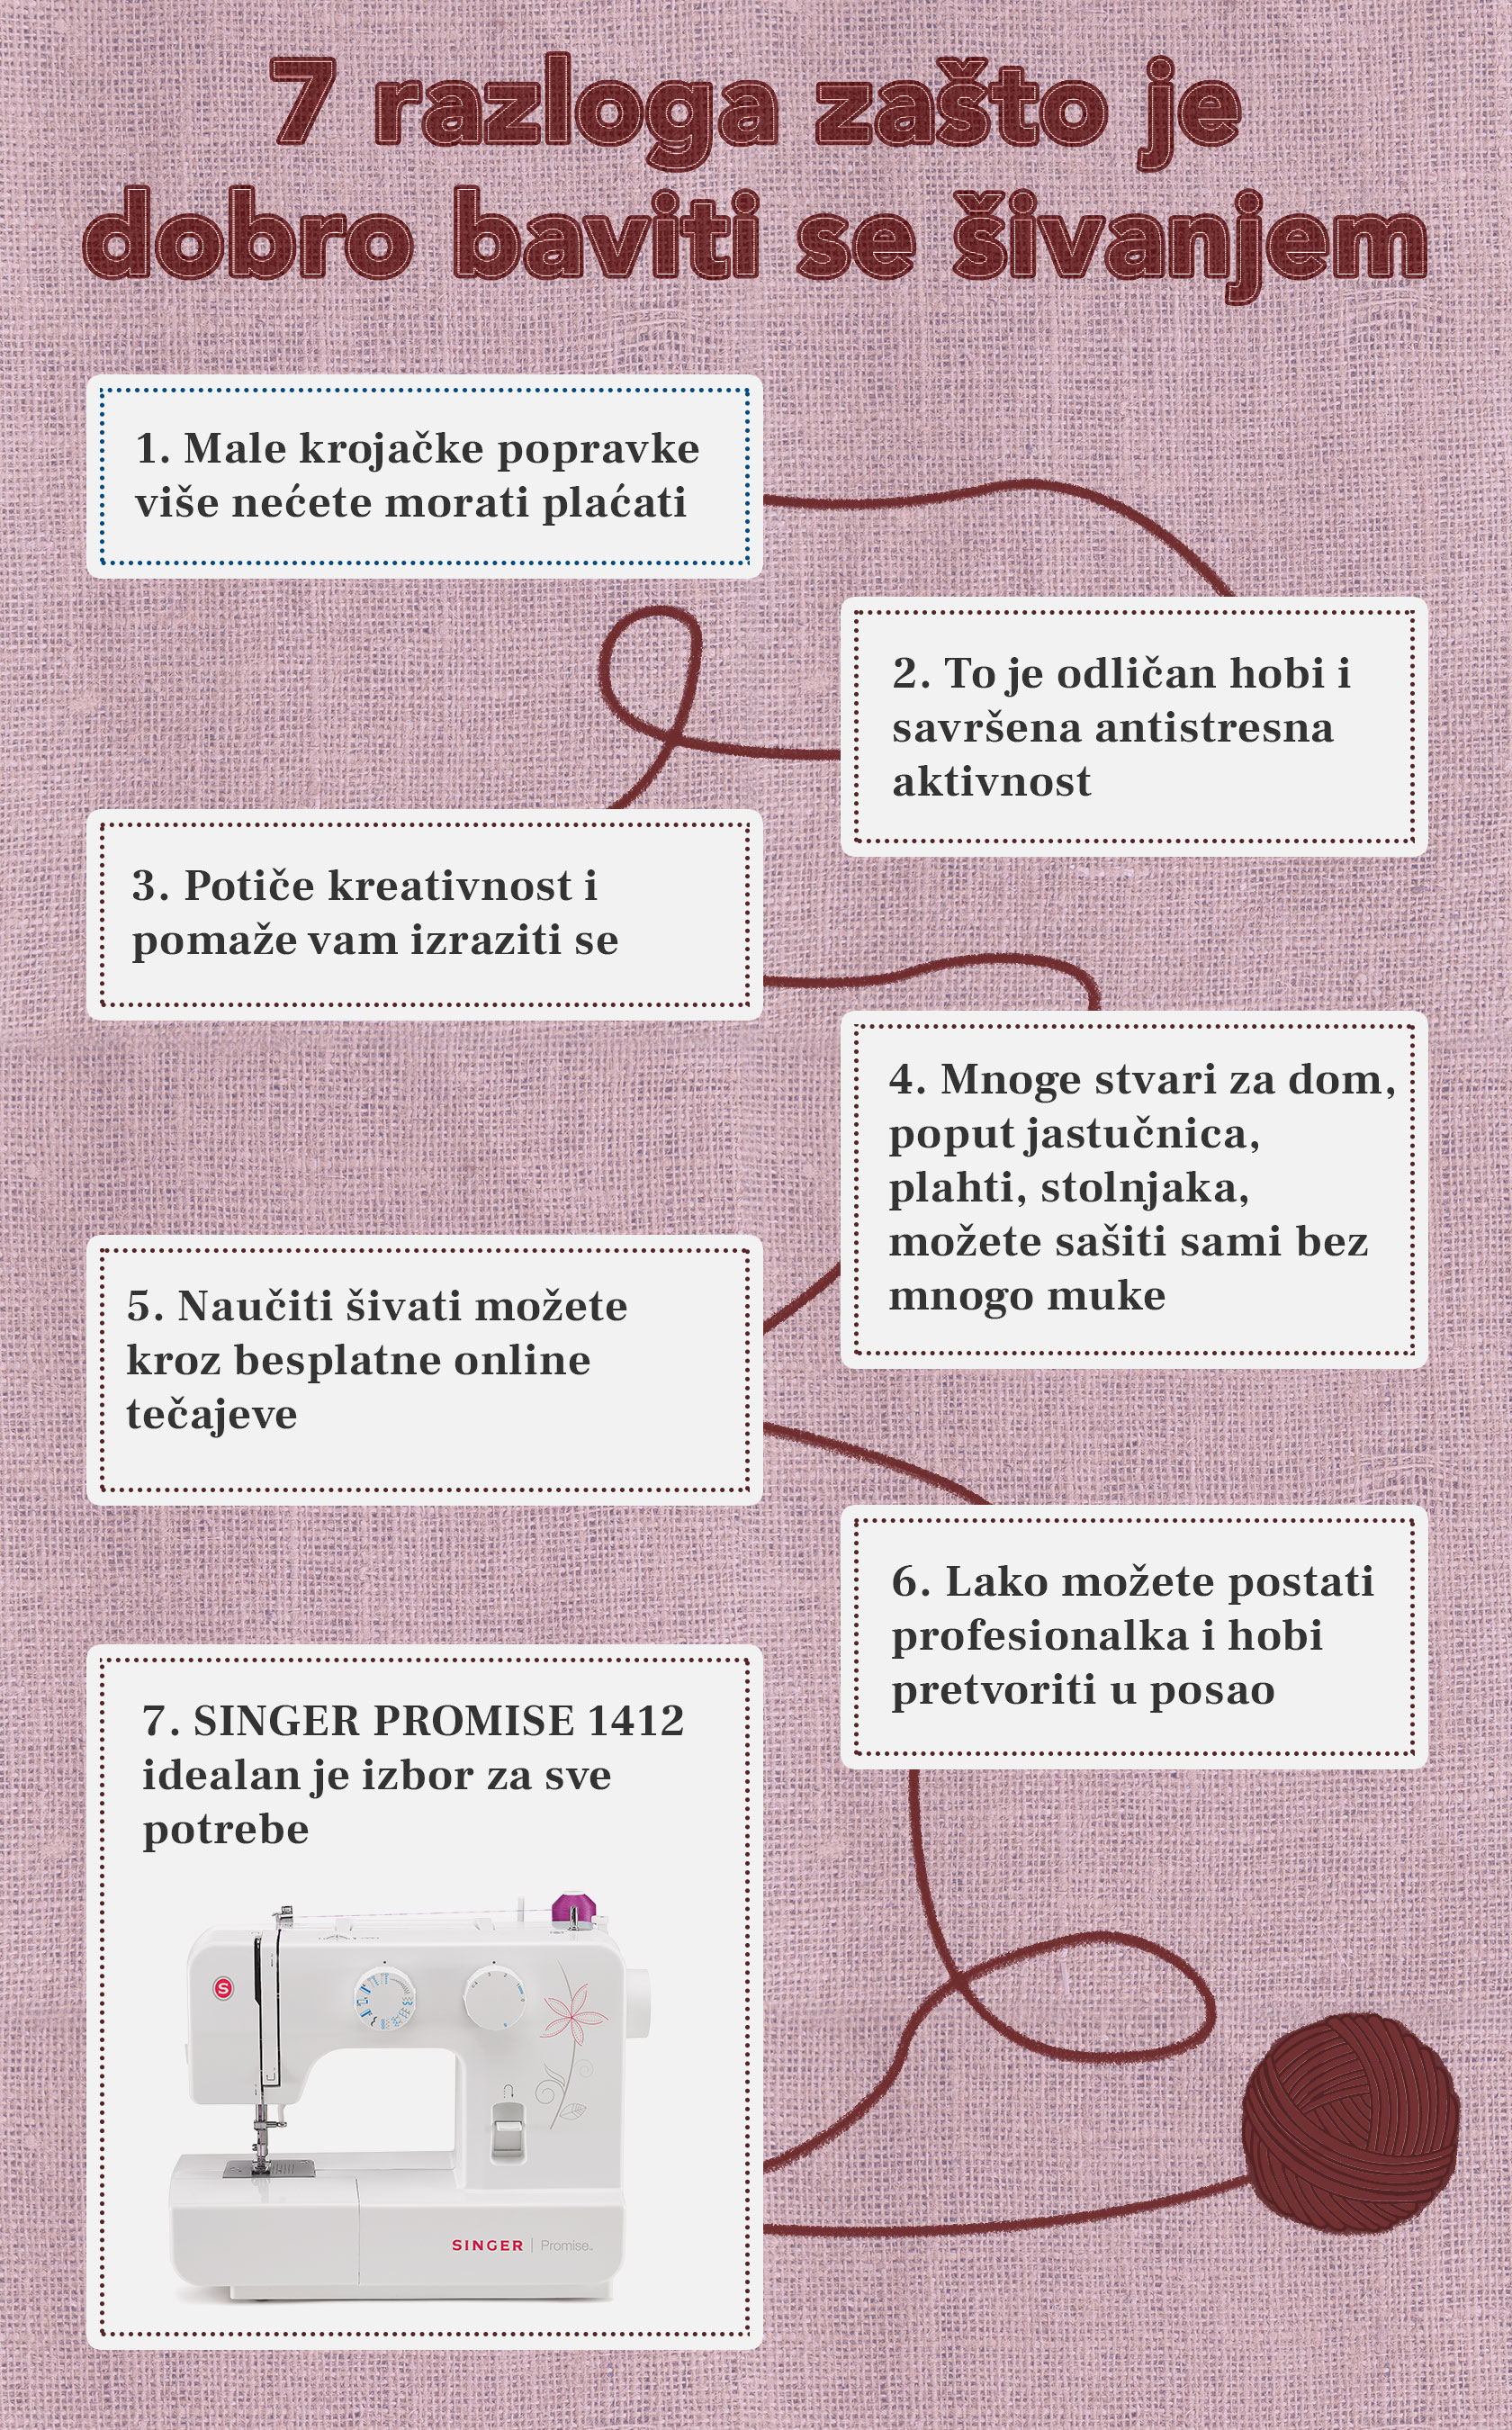 7 razloga zašto je
dobro baviti se šivanjem
1. Male krojačke popravke
više nećete morati plaćati
2. To je odličan hobi i
savršena antistresna
aktivnost
3. Potiče kreativnost i
pomaže vam izraziti se
4. Mnoge stvari za dom,
poput jastučnica,
plahti, stolnjaka,
možete sašiti sami bez
mnogo muke
5. Naučiti šivati možete
kroz besplatne online
tečajeve
6. Lako možete postati
profesionalka i hobi
pretvoriti u posao
7. SINGER PROMISE 1412
idealan je izbor za sve
potrebe
S
SINGER | Promise™